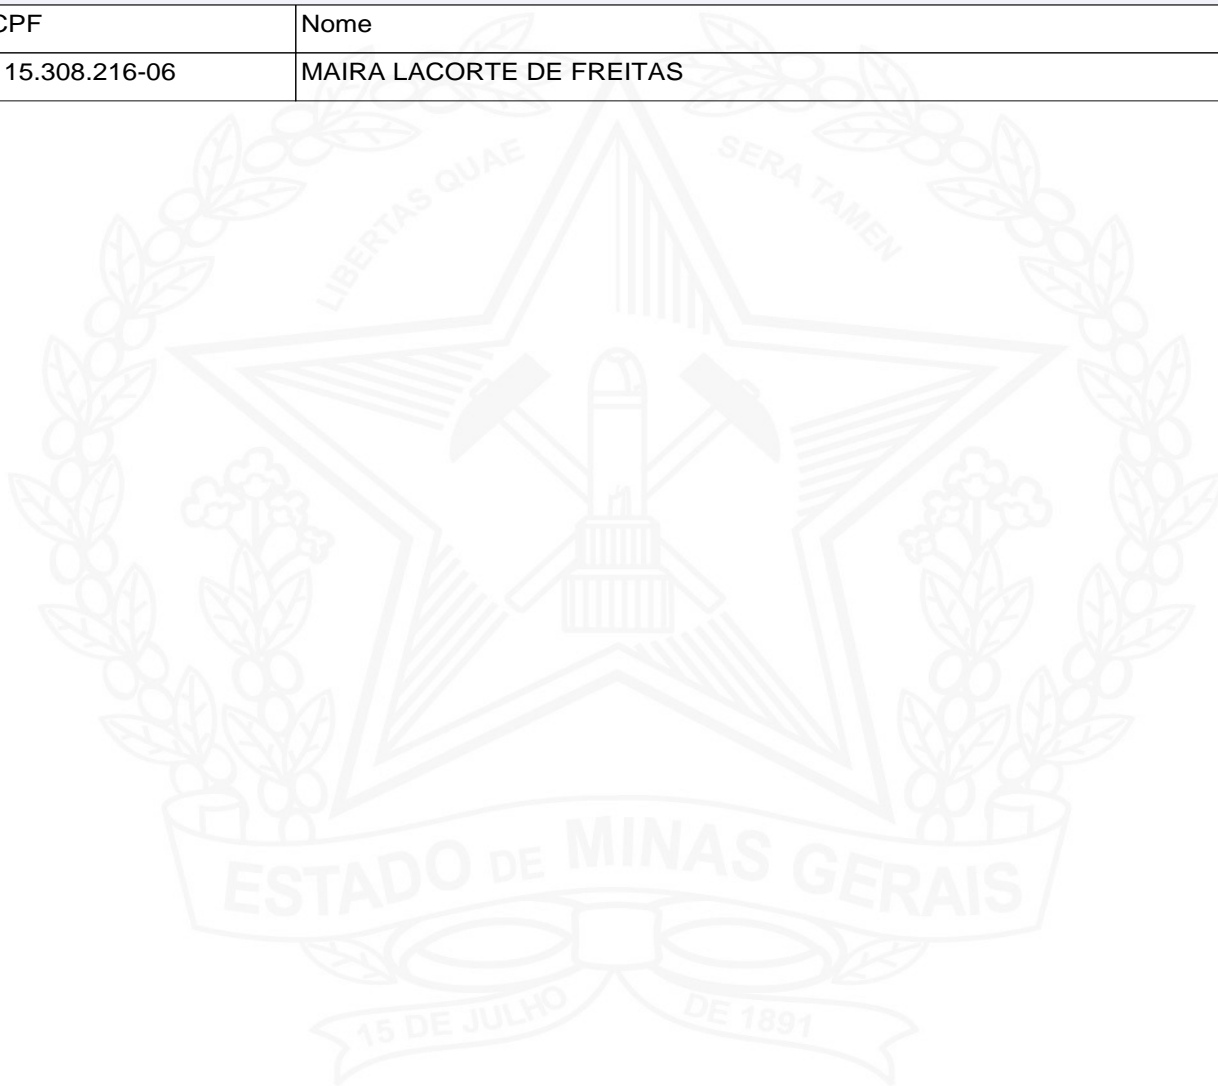 CPF Nome
15.308.216-06 MAIRA LACORTE DE FREITAS
LIBERTAS QUAE SERA TAMEN
ESTADO DE MINAS GERAIS
15 DE JULHO DE 1891